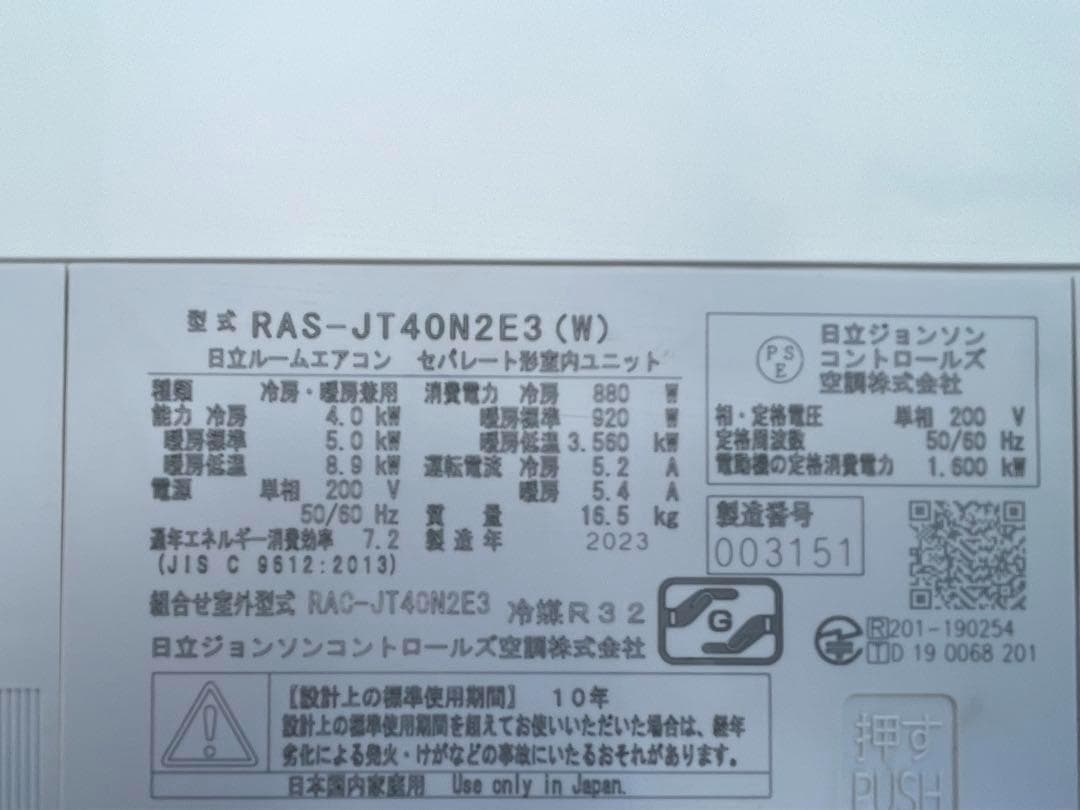 型式 RAS-JT40N2E3(W)
日立ルームエアコン セパレート形室内ユニット
種類 冷房・暖房兼用
能力 冷房 4.0 kW
暖房標準 5.0 kW
暖房低温 8.9 kW
電源 単相 200 V
50/60 Hz
通年エネルギー消費効率 7.2
(JIS C 9612:2013)
消費電力 冷房 880 W
暖房標準 920 W
暖房低温 3.560 kW
運転電流 冷房 5.2 A
暖房 5.4 A
質量 16.5 kg
製造年 2023
組合せ室外型式 RAC-JT40N2E3 冷媒R32
日立ジョンソンコントロールズ空調株式会社
G
PSE
日立ジョンソン
コントロールズ
空調株式会社
相・定格電圧 単相 200 V
定格周波数 50/60 Hz
電動機の定格消費電力 1.600 kW
製造番号
003151
R 201-190254
T D 19 0068 201
【設計上の標準使用期間】 10年
設計上の標準使用期間を超えてお使いいただいた場合は、経年
劣化による発火・けがなどの事故にいたるおそれがあります。
日本国内家庭用 Use only in Japan.
押す
PUSH